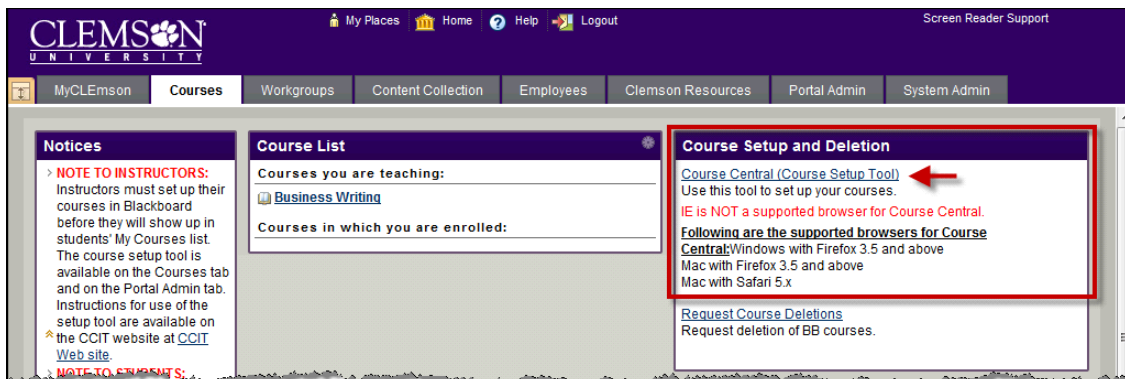 CLEMSON
UNIVERSITY
My Places Home Help Logout
Screen Reader Support
MyCLEmson Courses Workgroups Content Collection Employees Clemson Resources Portal Admin System Admin
Notices
> NOTE TO INSTRUCTORS:
Instructors must set up their
courses in Blackboard
before they will show up in
students' My Courses list.
The course setup tool is
available on the Courses tab
and on the Portal Admin tab.
Instructions for use of the
setup tool are available on
the CCIT website at CCIT
Web site.
> NOTE TO STUDENTS:
Course List
Courses you are teaching:
Business Writing
Courses in which you are enrolled:
Course Setup and Deletion
Course Central (Course Setup Tool)
Use this tool to set up your courses.
IE is NOT a supported browser for Course Central.
Following are the supported browsers for Course
Central:Windows with Firefox 3.5 and above
Mac with Firefox 3.5 and above
Mac with Safari 5.x
Request Course Deletions
Request deletion of BB courses.